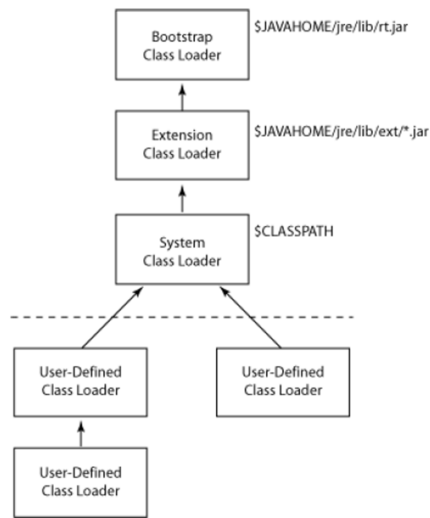 Bootstrap
Class Loader
$JAVAHOME/jre/lib/rt.jar
Extension
Class Loader
$JAVAHOME/jre/lib/ext/*.jar
System
Class Loader
$CLASSPATH
User-Defined
Class Loader
User-Defined
Class Loader
User-Defined
Class Loader